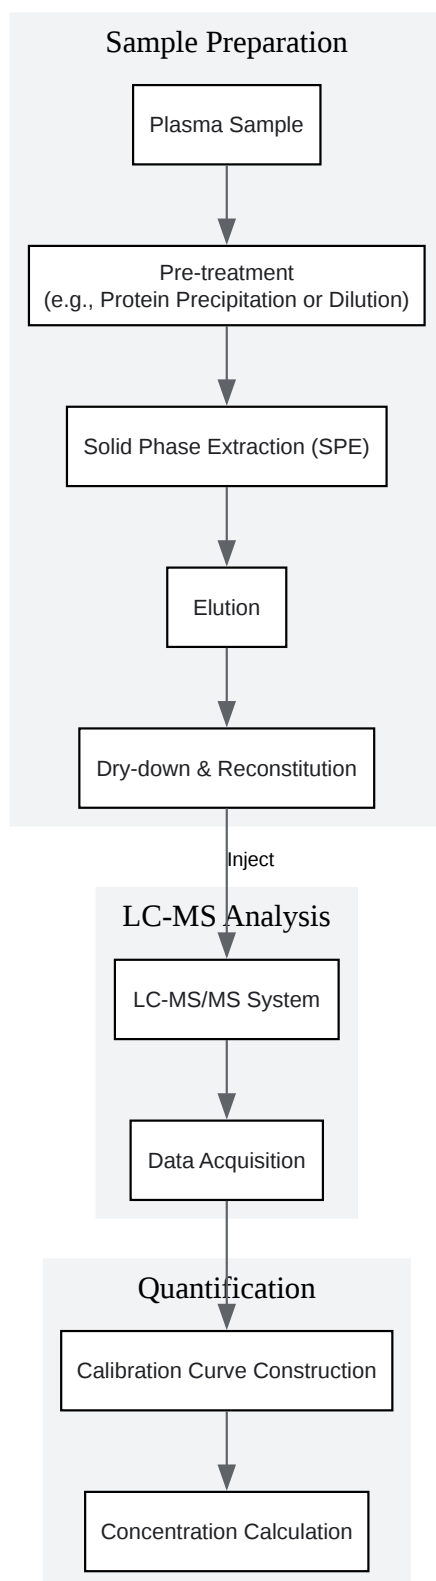 Sample Preparation
Plasma Sample
Pre-treatment
(e.g., Protein Precipitation or Dilution)
Solid Phase Extraction (SPE)
Elution
Dry-down & Reconstitution
Inject
LC-MS Analysis
LC-MS/MS System
Data Acquisition
Quantification
Calibration Curve Construction
Concentration Calculation